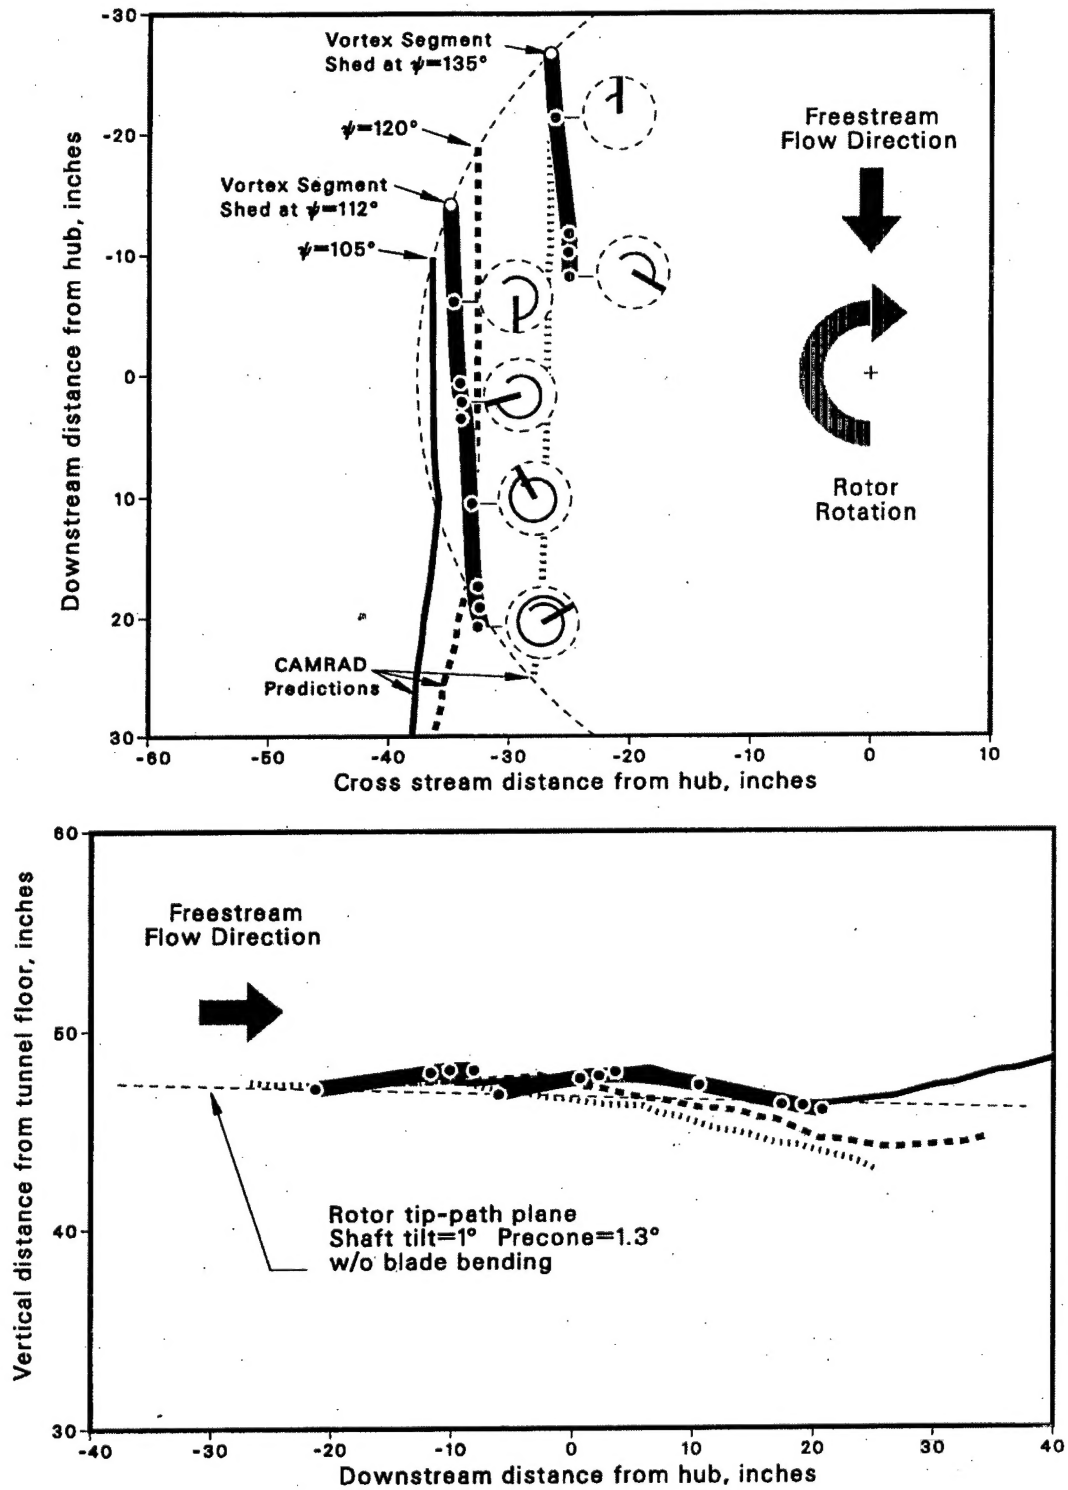 -30
Vortex Segment
Shed at ψ=135°
Freestream
Flow Direction
-20
ψ=120°
Vortex Segment
Shed at ψ=112°
ψ=105°
-10
Downstream distance from hub, inches
0
+
10
Rotor
Rotation
20
CAMRAD
Predictions
30
-60 -50 -40 -30 -20 -10 0 10
Cross stream distance from hub, inches
60
Freestream
Flow Direction
50
Vertical distance from tunnel floor, inches
Rotor tip-path plane
Shaft tilt=1° Precone=1.3°
w/o blade bending
40
30
-40 -30 -20 -10 0 10 20 30 40
Downstream distance from hub, inches